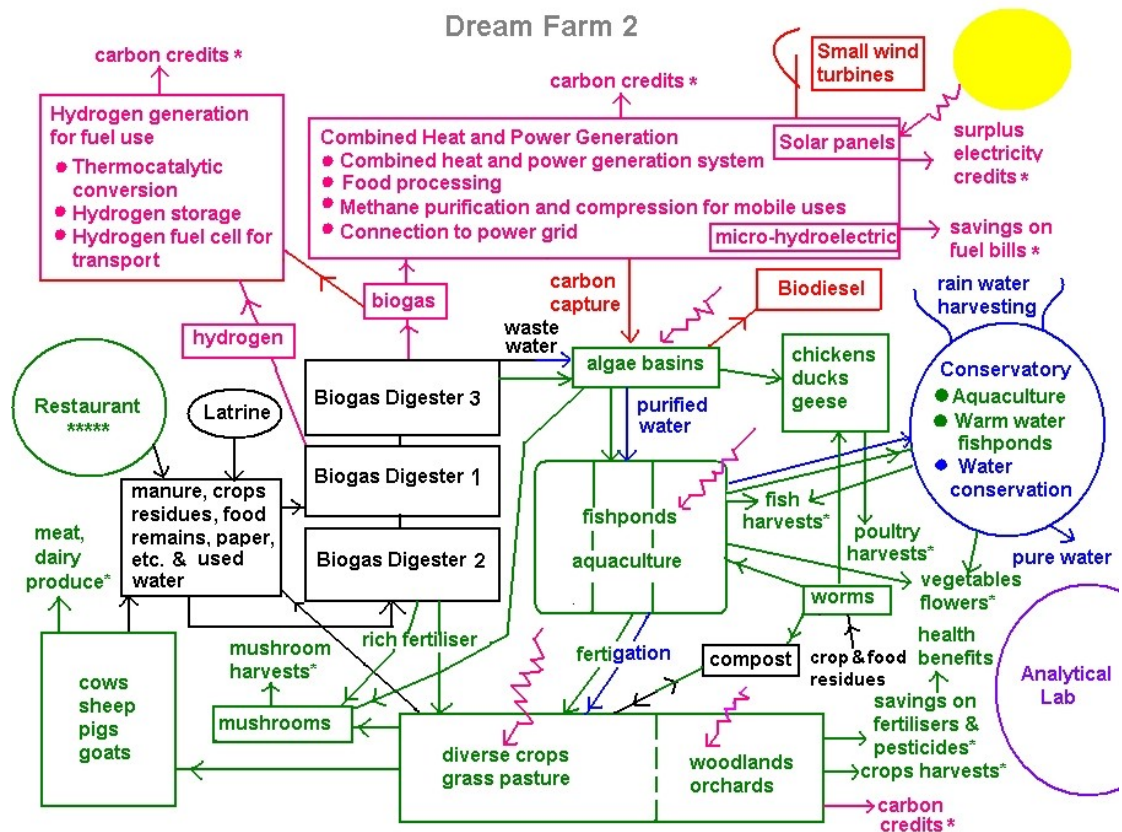 Dream Farm 2
carbon credits *
Hydrogen generation
for fuel use
Thermocatalytic
conversion
Hydrogen storage
Hydrogen fuel cell for
transport
carbon credits *
Small wind
turbines
Combined Heat and Power Generation
Combined heat and power generation system
Food processing
Methane purification and compression for mobile uses
Connection to power grid
Solar panels
micro-hydroelectric
surplus
electricity
credits *
savings on
fuel bills *
biogas
hydrogen
carbon
capture
Biodiesel
rain water
harvesting
waste
water
algae basins
chickens
ducks
geese
Conservatory
Aquaculture
Warm water
fishponds
Water
conservation
Restaurant
*****
Latrine
Biogas Digester 3
purified
water
manure, crops
residues, food
remains, paper,
etc. & used
water
Biogas Digester 1
Biogas Digester 2
fishponds
aquaculture
fish
harvests*
poultry
harvests*
pure water
meat,
dairy
produce*
vegetables
flowers*
worms
rich fertiliser
mushroom
harvests*
mushrooms
fertigation
compost
crop & food
residues
health
benefits
Analytical
Lab
cows
sheep
pigs
goats
diverse crops
grass pasture
woodlands
orchards
savings on
fertilisers &
pesticides*
crops harvests*
carbon
credits *